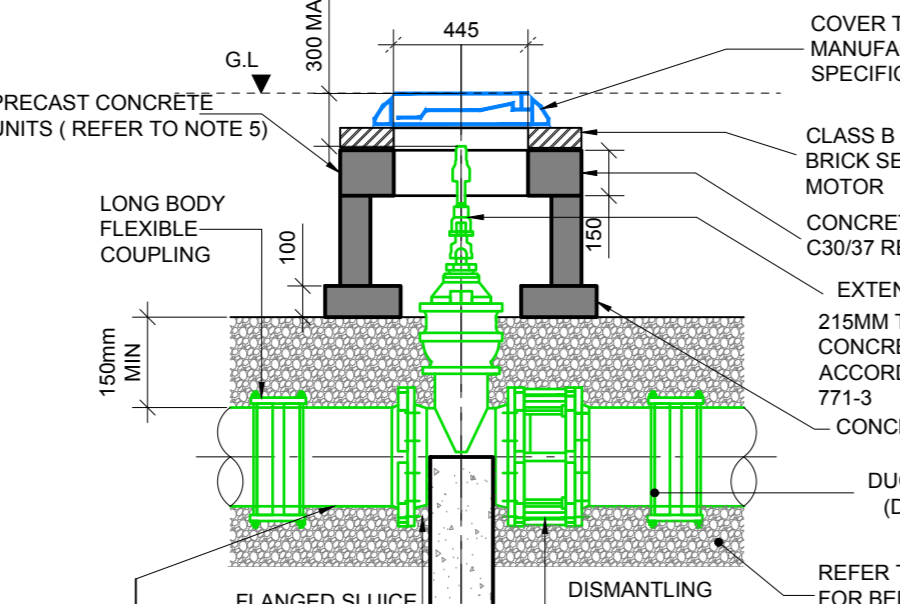 300 MA
445
G.L
COVER T
MANUFA
SPECIFIC
PRECAST CONCRETE
UNITS ( REFER TO NOTE 5)
CLASS B
BRICK SE
MOTOR
LONG BODY
FLEXIBLE
COUPLING
100
150
CONCRET
C30/37 RE
EXTEN
215MM T
CONCRE
ACCORD
771-3
150mm
MIN
CONC
DUC
(D
REFER T
FOR BE
FLANGED SLUICE
DISMANTLING